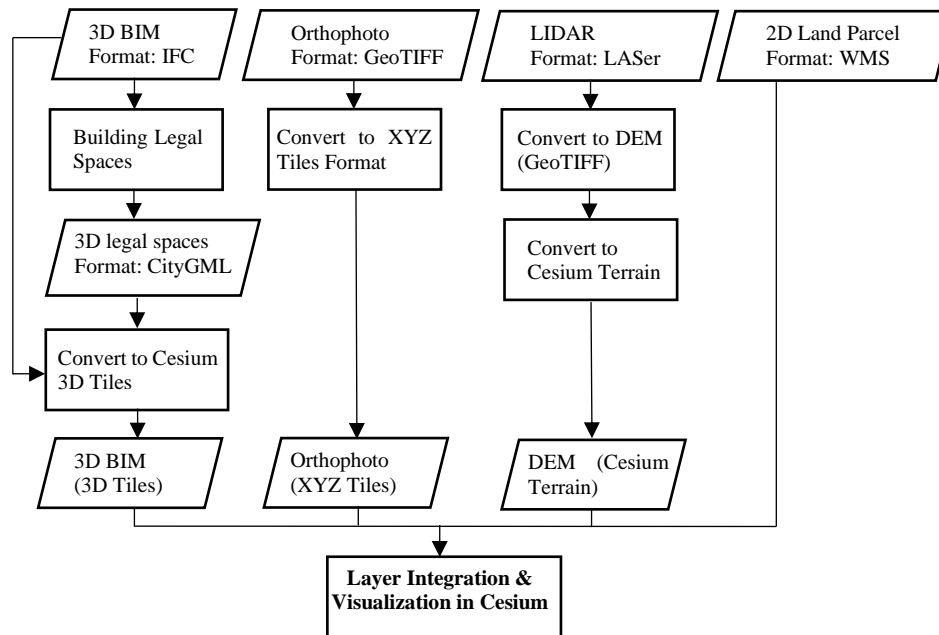 3D BIM
Format: IFC
Orthophoto
Format: GeoTIFF
LIDAR
Format: LASer
2D Land Parcel
Format: WMS
Building Legal
Spaces
Convert to XYZ
Tiles Format
Convert to DEM
(GeoTIFF)
3D legal spaces
Format: CityGML
Convert to
Cesium Terrain
Convert to Cesium
3D Tiles
3D BIM
(3D Tiles)
Orthophoto
(XYZ Tiles)
DEM (Cesium
Terrain)
Layer Integration &
Visualization in Cesium